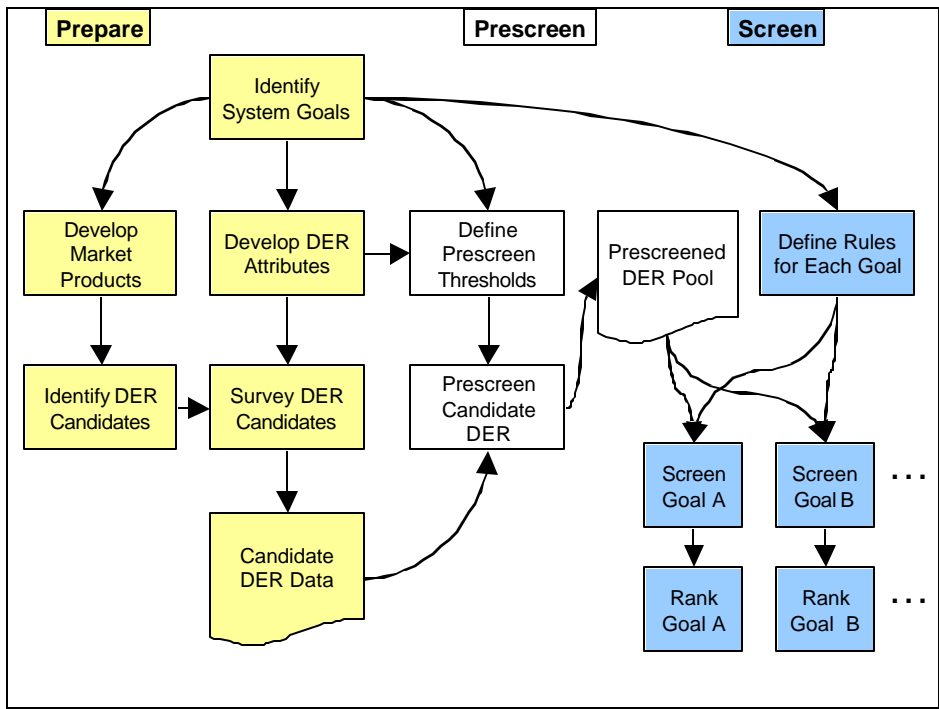 Prepare
Prescreen
Screen
Identify
System Goals
Develop
Market
Products
Develop DER
Attributes
Define
Prescreen
Thresholds
Prescreened
DER Pool
Define Rules
for Each Goal
Identify DER
Candidates
Survey DER
Candidates
Prescreen
Candidate
DER
Screen
Goal A
Screen
Goal B
...
Candidate
DER Data
Rank
Goal A
Rank
Goal B
...